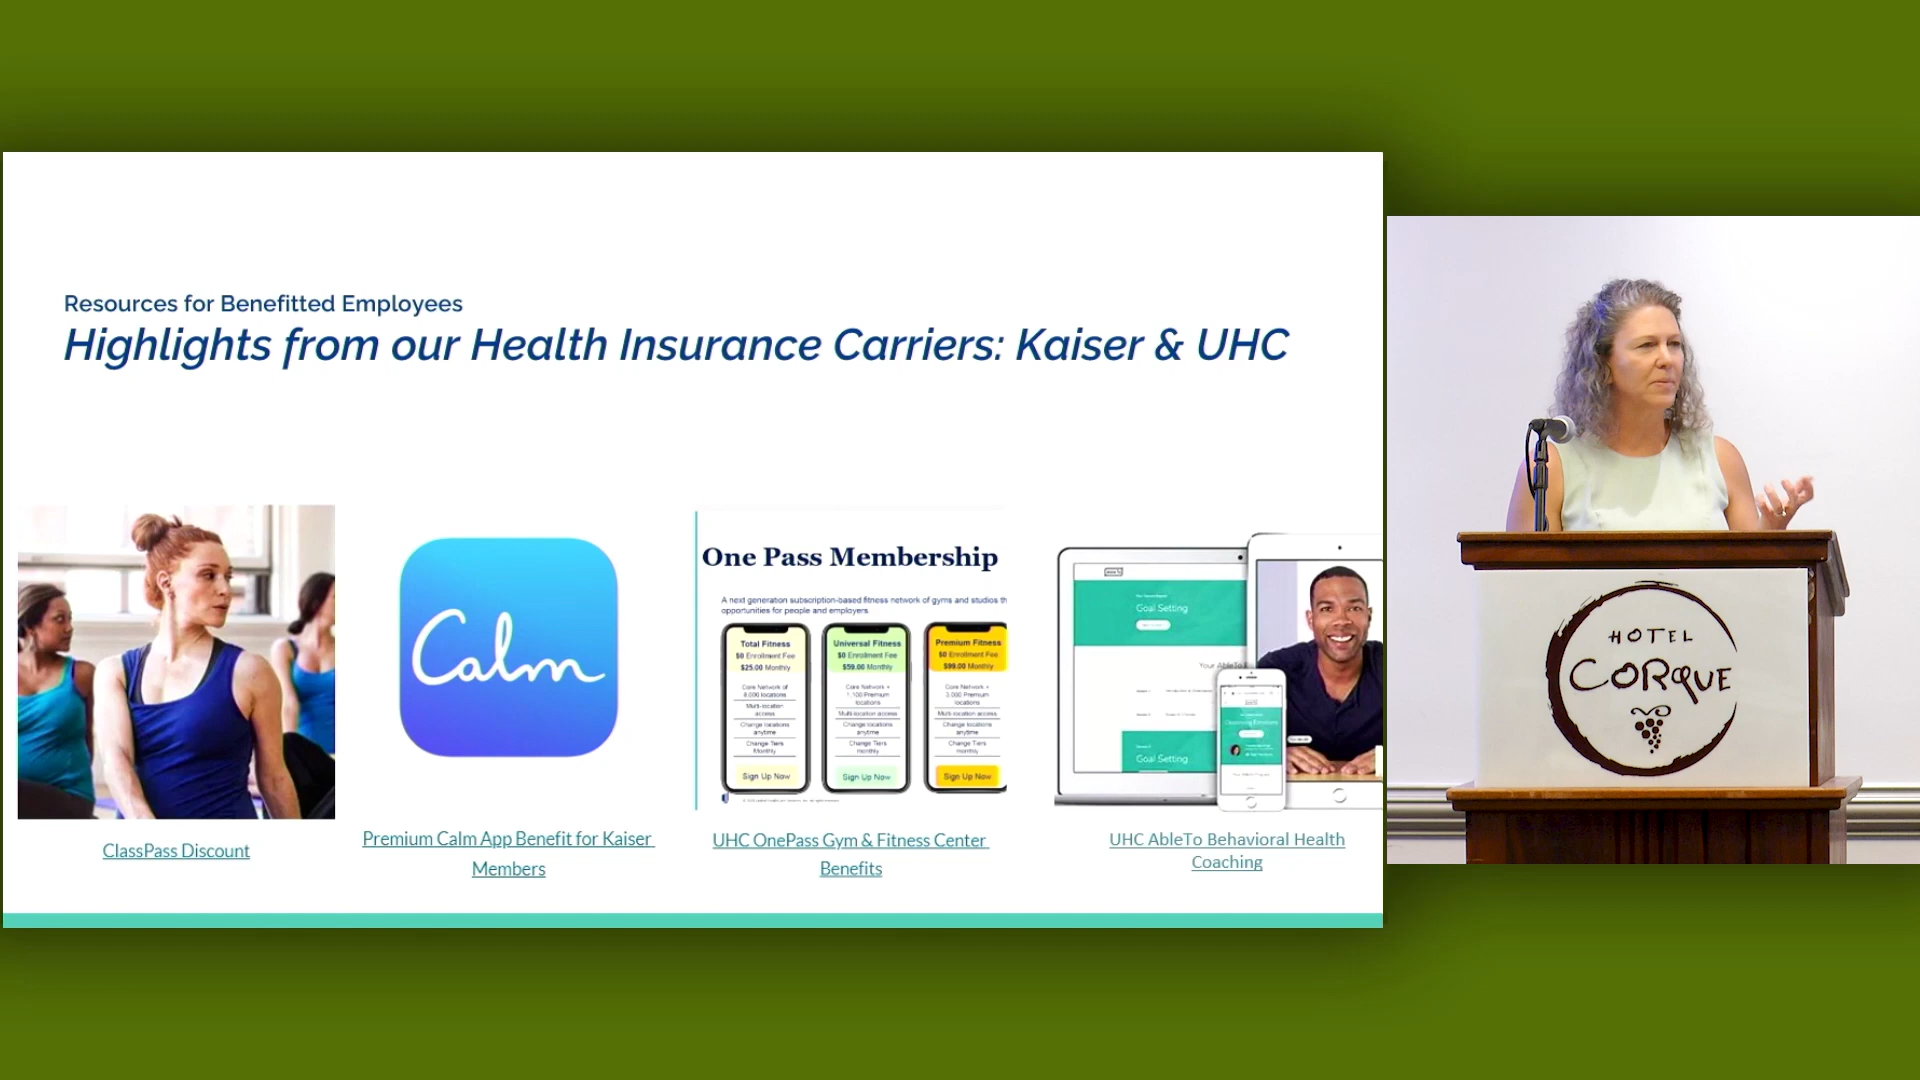 Resources for Benefitted Employees
Highlights from our Health Insurance Carriers: Kaiser & UHC
ClassPass Discount
Calm
Premium Calm App Benefit for Kaiser
Members
One Pass Membership
A next generation subscription-based fitness network of gyms and studios th
opportunities for people and employers
Total Fitness
$0 Enrollment Fee
$25.00 Monthly
Core Network of
8,000 locations
Multi-location
access
Change locations
anytime
Change Tiers
Monthly
Sign Up Now
Universal Fitness
$0 Enrollment Fee
$59.00 Monthly
Core Network +
1,100 Premium
locations
Multi-location access
Change locations
anytime
Change Tiers
monthly
Sign Up Now
Premium Fitness
$0 Enrollment Fee
$99.00 Monthly
Core Network +
3,000 Premium
locations
Multi-location access
Change locations
anytime
Change Tiers
monthly
Sign Up Now
UHC OnePass Gym & Fitness Center
Benefits
Goal Setting
Your AbleTo
Goal Setting
UHC AbleTo Behavioral Health
Coaching
HOTEL
CORQUE